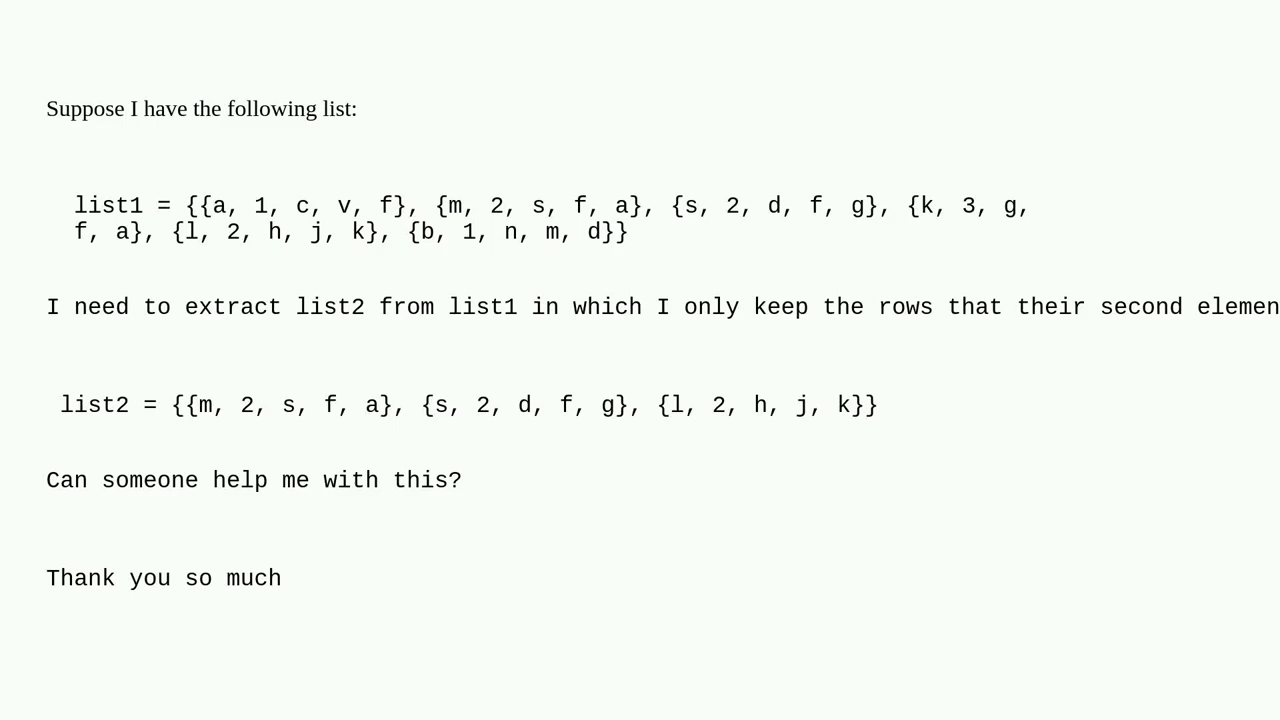 Suppose I have the following list:
list1 = {{a, 1, c, v, f}, {m, 2, s, f, a}, {s, 2, d, f, g}, {k, 3, g,
f, a}, {l, 2, h, j, k}, {b, 1, n, m, d}}
I need to extract list2 from list1 in which I only keep the rows that their second elemen
list2 = {{m, 2, s, f, a}, {s, 2, d, f, g}, {l, 2, h, j, k}}
Can someone help me with this?
Thank you so much